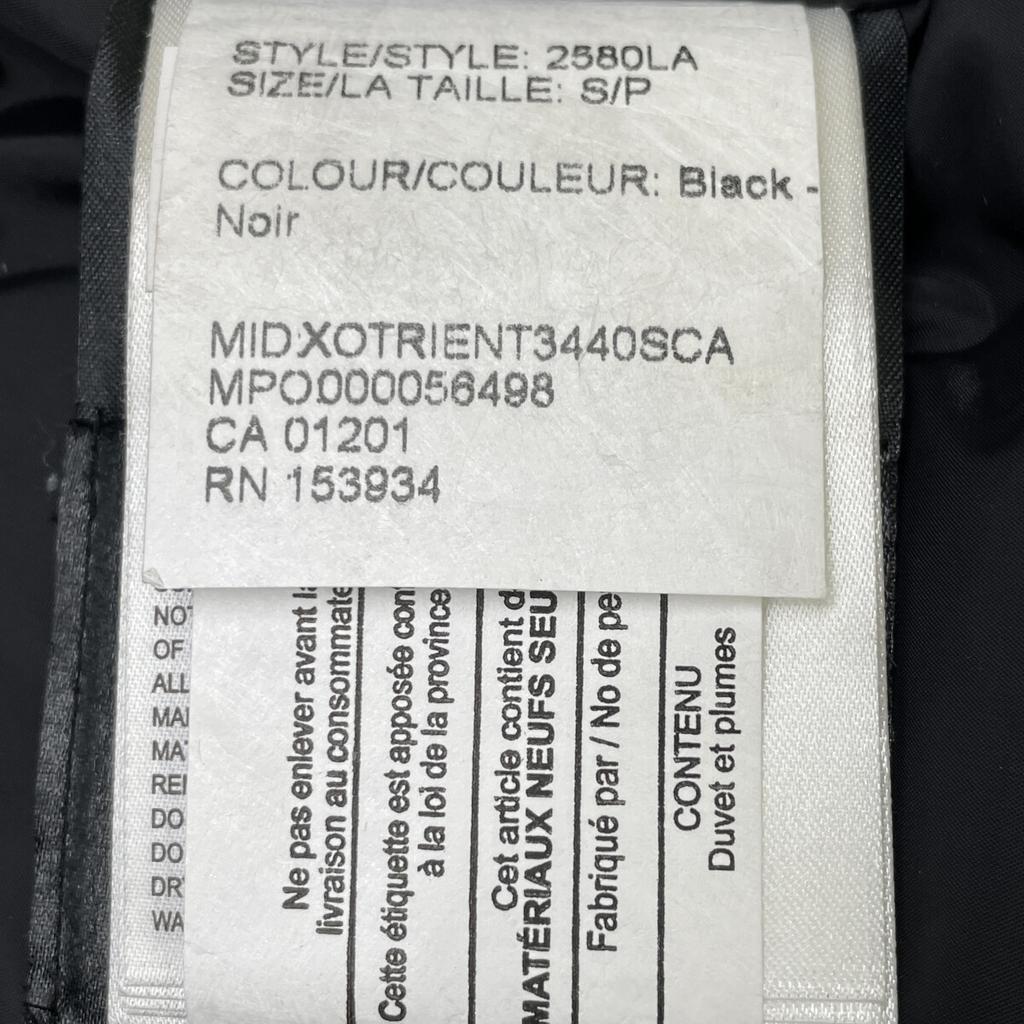 STYLE/STYLE: 2580LA
SIZE/LA TAILLE: S/P
COLOUR/COULEUR: Black -
Noir
MID:XOTRIENT3440SCA
MPO0000056498
CA 01201
RN 153934
NOT
OF
ALL
MA
MA
REI
DO
DO
DR
WA
Ne pas enlever avant la
livraison au consommate
Cette étiquette est apposée con
à la loi de la province
Cet article contient d
MATÉRIAUX NEUFS SEU
Fabriqué par / No de pe
CONTENU
Duvet et plumes